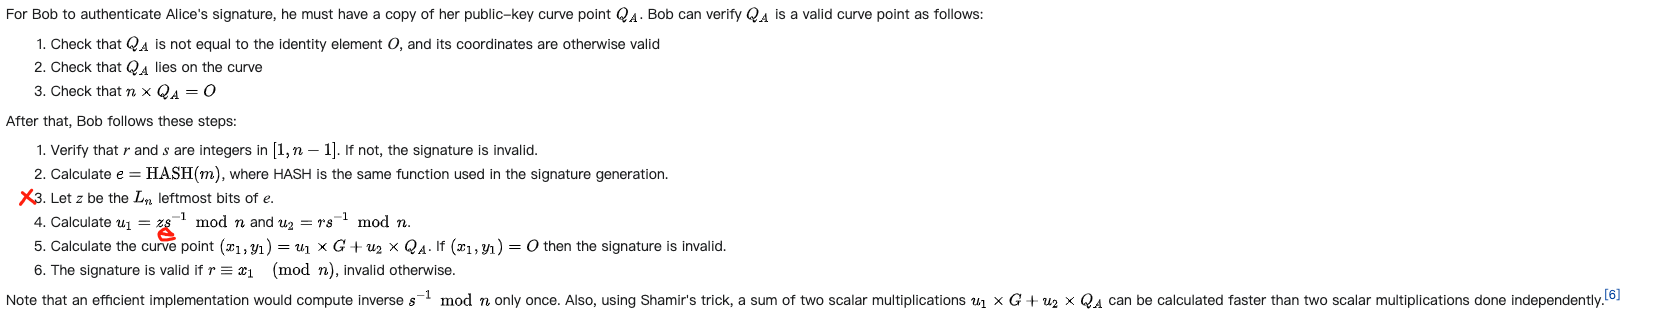 For Bob to authenticate Alice's signature, he must have a copy of her public-key curve point Q_A. Bob can verify Q_A is a valid curve point as follows:
1. Check that Q_A is not equal to the identity element O, and its coordinates are otherwise valid
2. Check that Q_A lies on the curve
3. Check that n × Q_A = O
After that, Bob follows these steps:
1. Verify that r and s are integers in [1, n − 1]. If not, the signature is invalid.
2. Calculate e = HASH(m), where HASH is the same function used in the signature generation.
X3. Let z be the L_n leftmost bits of e.
4. Calculate u_1 = zs^{-1} mod n and u_2 = rs^{-1} mod n.
e
5. Calculate the curve point (x_1, y_1) = u_1 × G + u_2 × Q_A. If (x_1, y_1) = O then the signature is invalid.
6. The signature is valid if r ≡ x_1 (mod n), invalid otherwise.
Note that an efficient implementation would compute inverse s^{-1} mod n only once. Also, using Shamir's trick, a sum of two scalar multiplications u_1 × G + u_2 × Q_A can be calculated faster than two scalar multiplications done independently.[6]